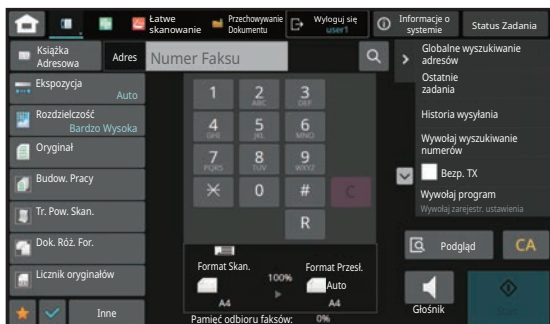 Łatwe
skanowanie
Przechowywanie
Dokumentu
Wyloguj się
user1
Informacje o
systemie
Status Zadania
Książka
Adresowa
Adres
Numer Faksu
Ekspozycja
Auto
Rozdzielczość
Bardzo Wysoka
Oryginał
Budow. Pracy
Tr. Pow. Skan.
Dok. Róż. For.
Licznik oryginałów
Inne
1
2
ABC
3
DEF
4
GHI
5
JKL
6
MNO
7
PQRS
8
TUV
9
WXYZ
0
#
C
R
Format Skan.
100%
Format Przesł.
Auto
A4
A4
Pamięć odbioru faksów: 0%
Globalne wyszukiwanie
adresów
Ostatnie
zadania
Historia wysyłania
Wywołaj wyszukiwanie
numerów
Bezp. TX
Wywołaj program
Wywołaj zarejestr. ustawienia
Podgląd
CA
Głośnik
Start